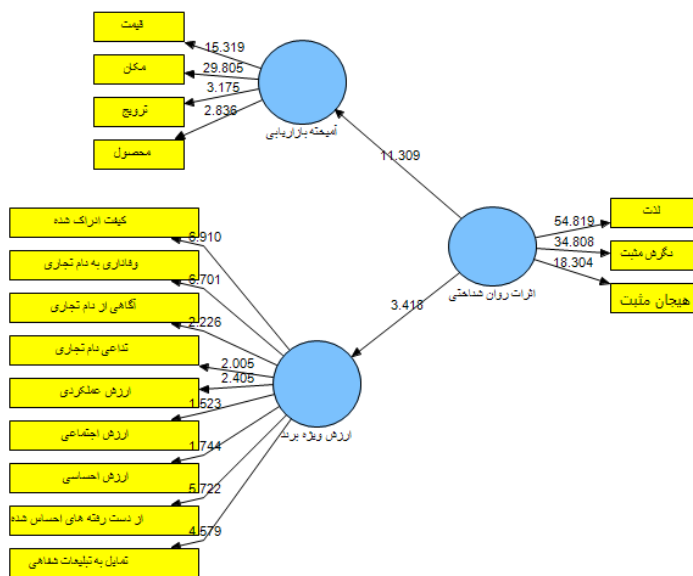 قیمت
15.319
مکان
29.805
ترویج
3.175
محصول
2.836
آمیخته بازاریابی
11.309
لذت
54.819
نگرش مثبت
34.808
هیجان مثبت
18.304
اثرات روان شناختی
3.418
کیفت ادراک شده
6.910
وفاداری به نام تجاری
6.701
آگاهی از نام تجاری
2.226
تداعی نام تجاری
2.005
ارزش عملکردی
2.405
ارزش اجتماعی
1.523
ارزش احساسی
1.744
از دست رفته های احساس شده
5.722
تمایل به تبلیغات شفاهی
4.579
ارزش ویژه برند